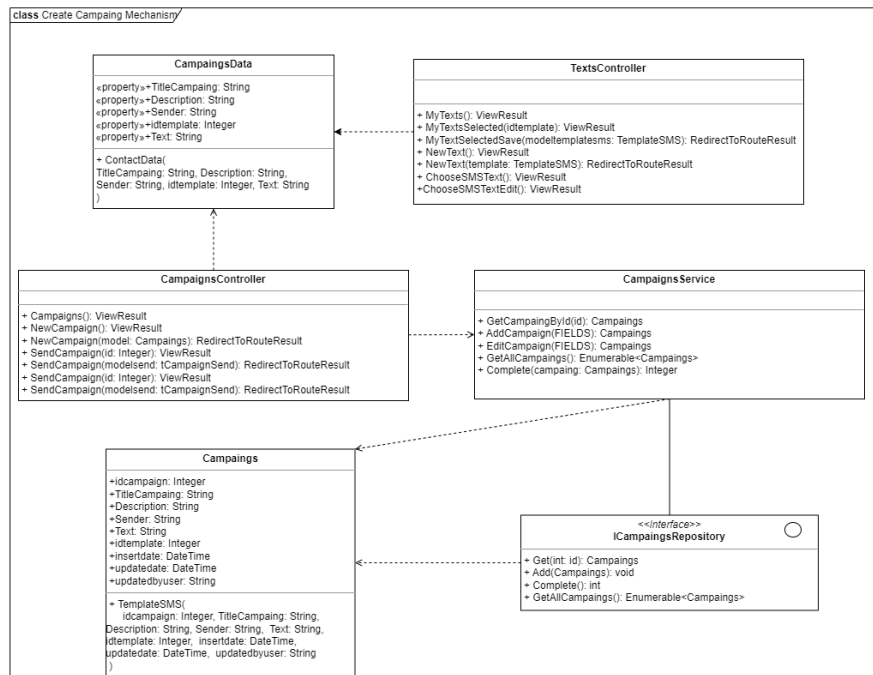 class Create Campaing Mechanism
CampaingsData
«property»+TitleCampaing: String
«property»+Description: String
«property»+Sender: String
«property»+idtemplate: Integer
«property»+Text: String
+ ContactData(
TitleCampaing: String, Description: String,
Sender: String, idtemplate: Integer, Text: String
)
TextsController
+ MyTexts(): ViewResult
+ MyTextsSelected(idtemplate): ViewResult
+ MyTextSelectedSave(modeltemplatesms: TemplateSMS): RedirectToRouteResult
+ NewText(): ViewResult
+ NewText(template: TemplateSMS): RedirectToRouteResult
+ ChooseSMSText(): ViewResult
+ChooseSMSTextEdit(): ViewResult
CampaignsController
+ Campaigns(): ViewResult
+ NewCampaign(): ViewResult
+ NewCampaign(model: Campaings): RedirectToRouteResult
+ SendCampaign(id: Integer): ViewResult
+ SendCampaign(modelsend: tCampaignSend): RedirectToRouteResult
+ SendCampaign(id: Integer): ViewResult
+ SendCampaign(modelsend: tCampaignSend): RedirectToRouteResult
CampaignsService
+ GetCampaingById(id): Campaings
+ AddCampaign(FIELDS): Campaings
+ EditCampaign(FIELDS): Campaings
+ GetAllCampaings(): Enumerable<Campaings>
+ Complete(campaing: Campaings): Integer
Campaings
+idcampaign: Integer
+TitleCampaing: String
+Description: String
+Sender: String
+Text: String
+idtemplate: Integer
+insertdate: DateTime
+updatedate: DateTime
+updatedbyuser: String
+ TemplateSMS(
idcampaign: Integer, TitleCampaing: String,
Description: String, Sender: String, Text: String,
idtemplate: Integer, insertdate: DateTime,
updatedate: DateTime, updatedbyuser: String
)
<<interface>>
ICampaingsRepository
+ Get(int: id): Campaings
+ Add(Campaings): void
+ Complete(): int
+ GetAllCampaings(): Enumerable<Campaings>